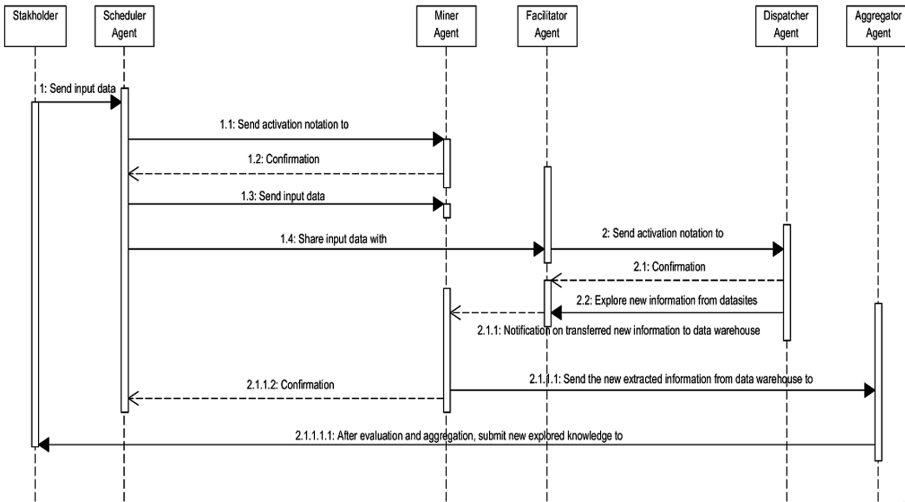 Stakholder
Scheduler
Agent
Miner
Agent
Facilitator
Agent
Dispatcher
Agent
Aggregator
Agent
1: Send input data
1.1: Send activation notation to
1.2: Confirmation
1.3: Send input data
1.4: Share input data with
2: Send activation notation to
2.1: Confirmation
2.2: Explore new information from datasites
2.1.1: Notification on transferred new information to data warehouse
2.1.1.2: Confirmation
2.1.1.1: Send the new extracted information from data warehouse to
2.1.1.1.1: After evaluation and aggregation, submit new explored knowledge to